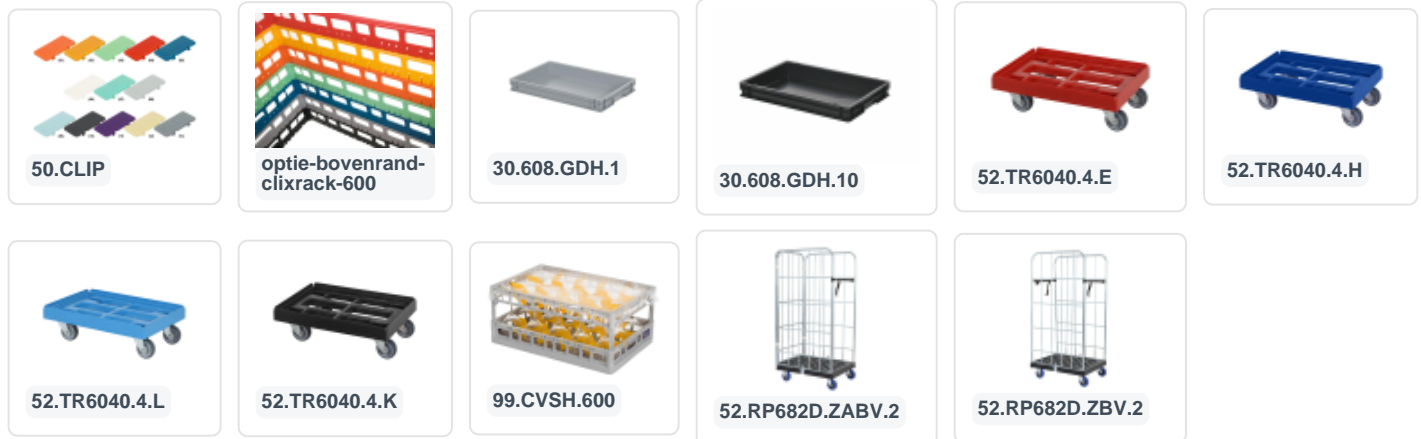 50.CLIP
optie-bovenrand-
clixrack-600
30.608.GDH.1
30.608.GDH.10
52.TR6040.4.E
52.TR6040.4.H
52.TR6040.4.L
52.TR6040.4.K
99.CVSH.600
52.RP682D.ZABV.2
52.RP682D.ZBV.2